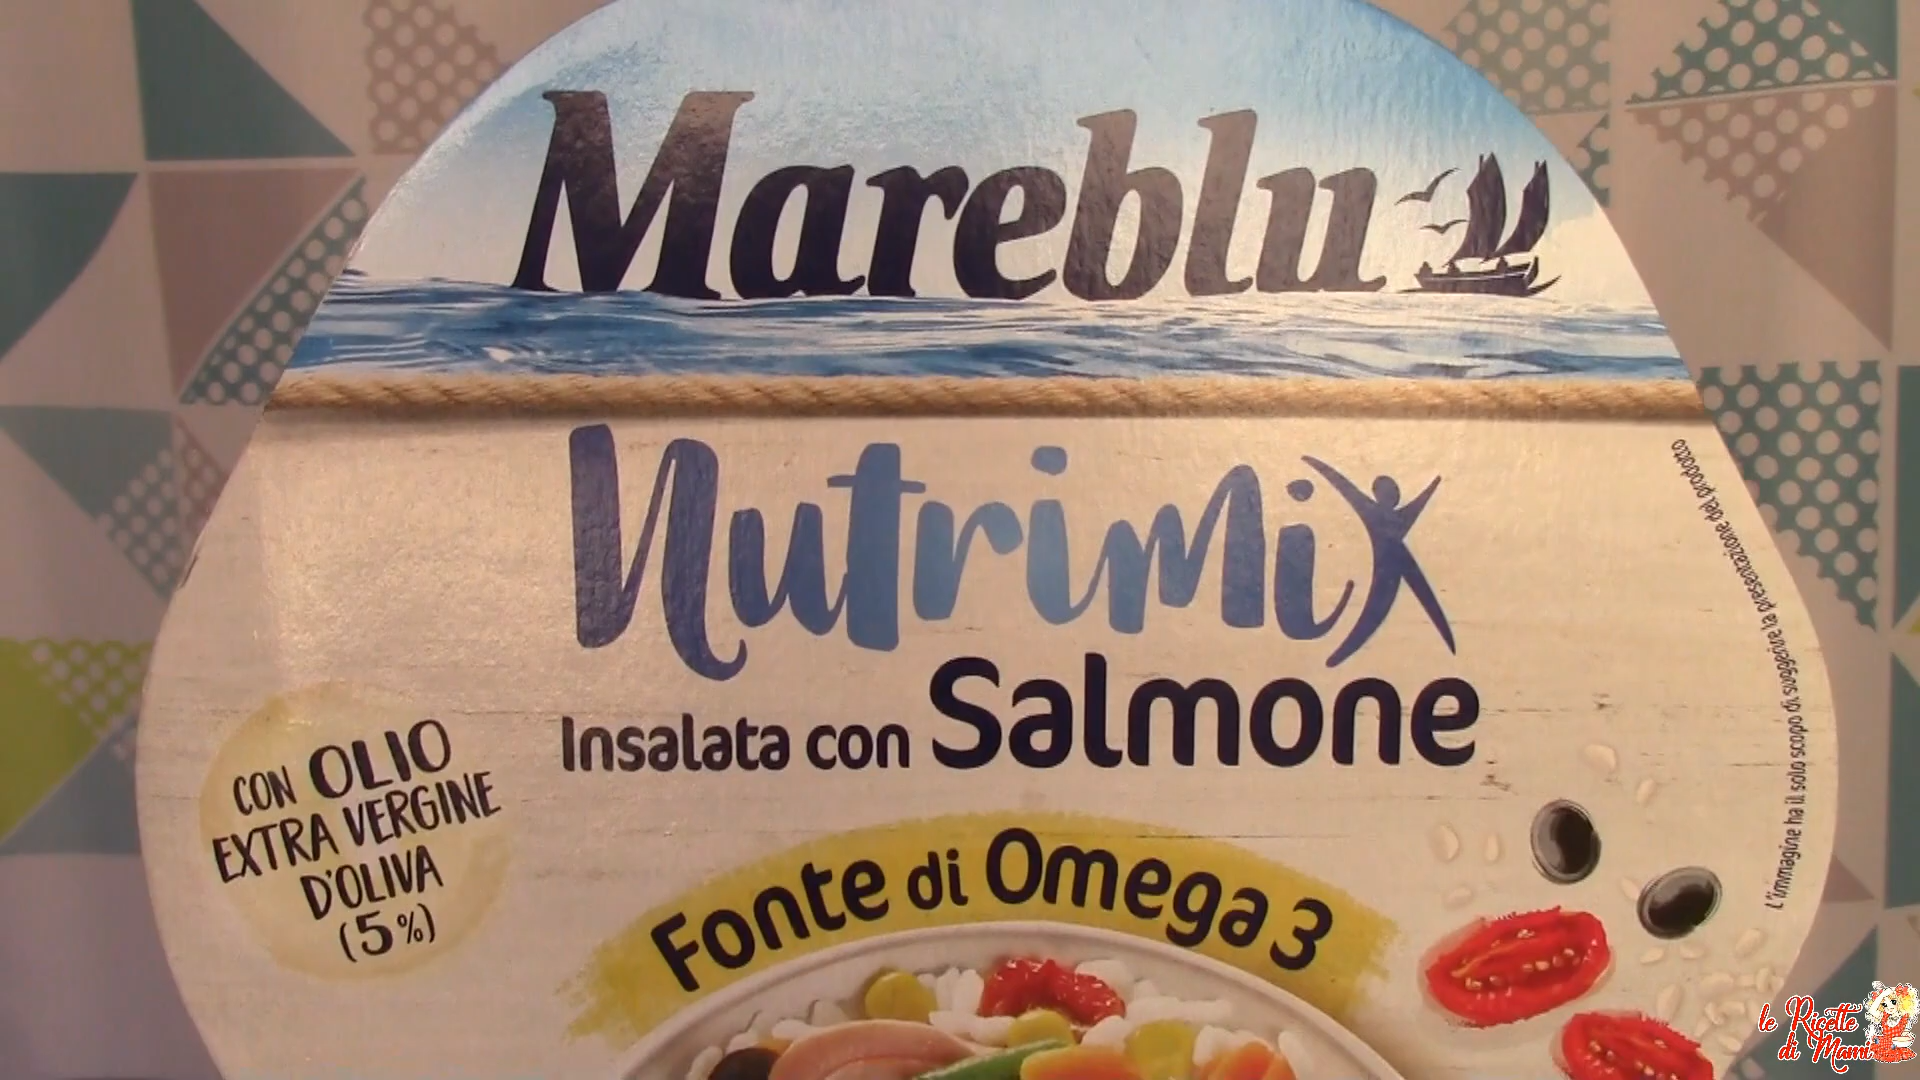 Mareblu
Nutrimix
Insalata con Salmone
CON OLIO
EXTRA VERGINE
D'OLIVA
(5%)
Fonte di Omega 3
L'immagine ha il solo scopo di suggerire la presentazione del prodotto
le Ricette
di Mami